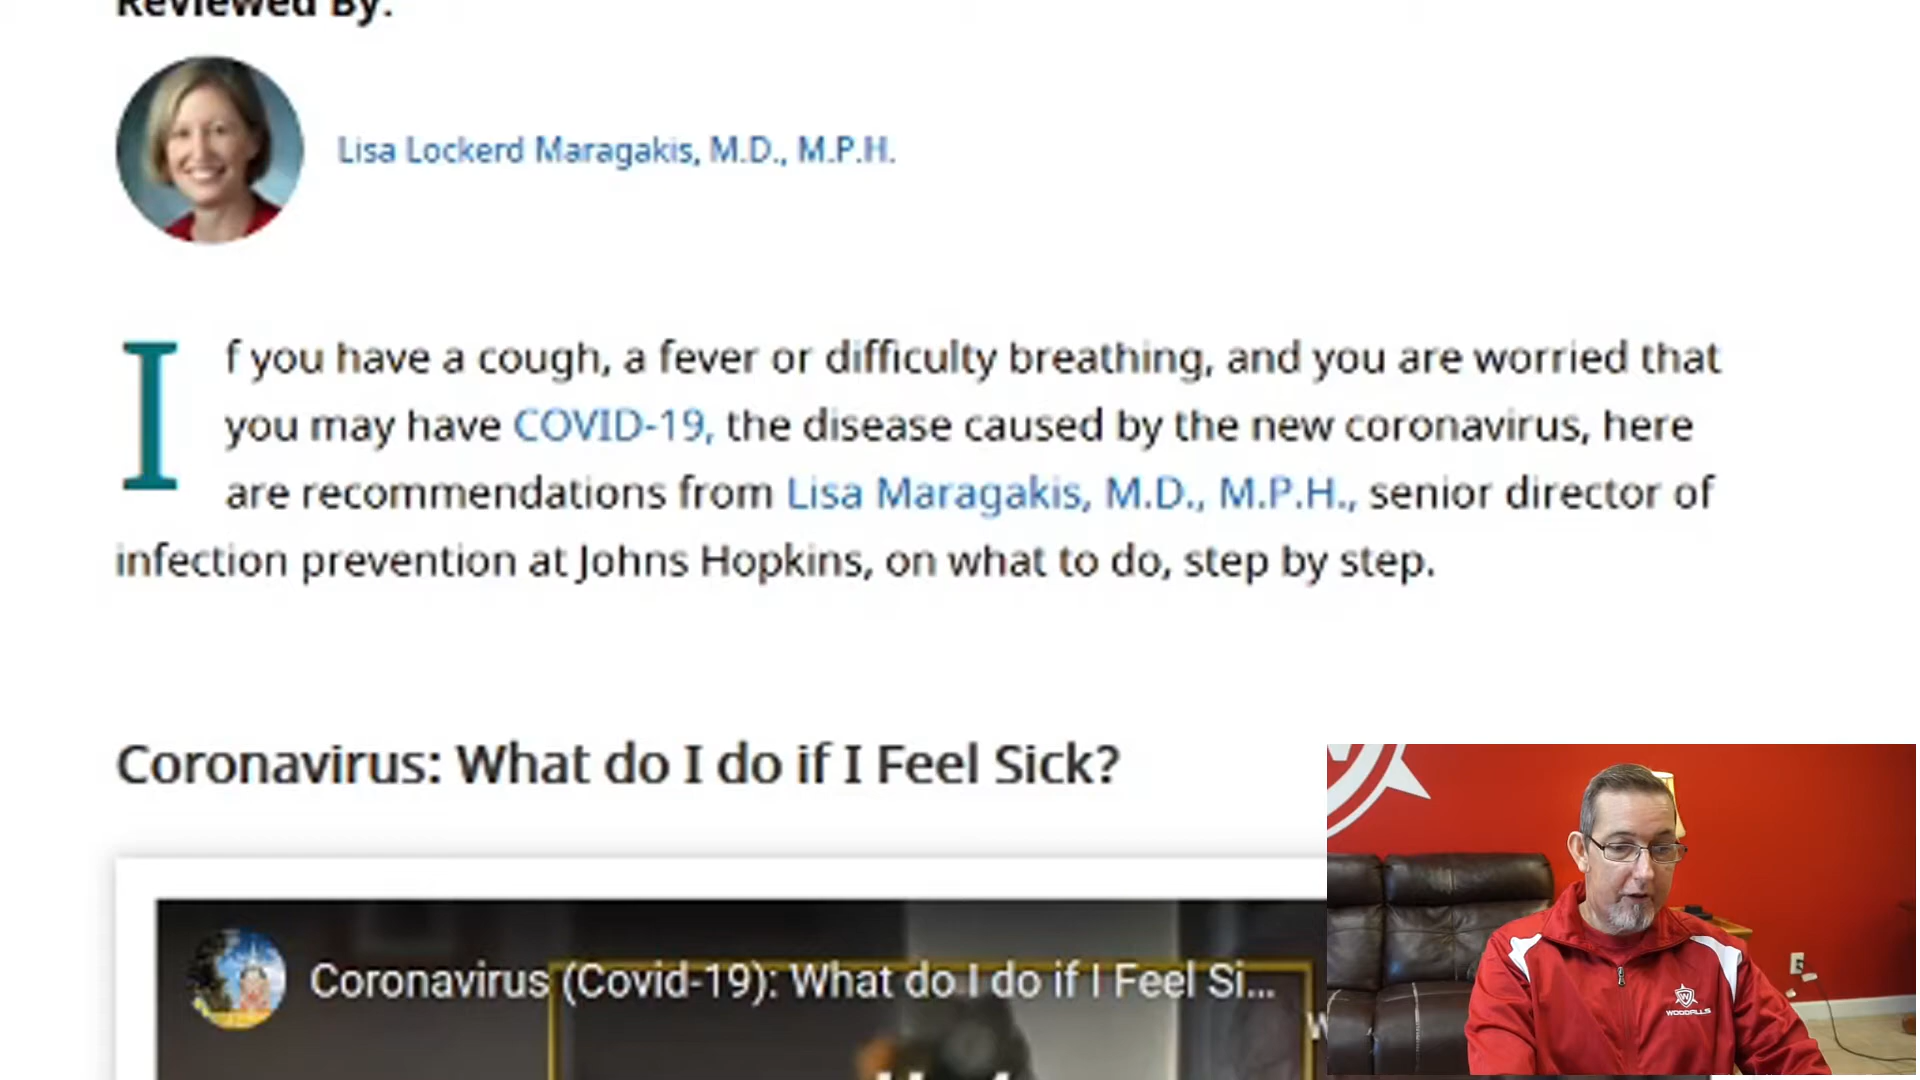 Reviewed By:
Lisa Lockerd Maragakis, M.D., M.P.H.
If you have a cough, a fever or difficulty breathing, and you are worried that
you may have COVID-19, the disease caused by the new coronavirus, here
are recommendations from Lisa Maragakis, M.D., M.P.H., senior director of
infection prevention at Johns Hopkins, on what to do, step by step.
Coronavirus: What do I do if I Feel Sick?
Coronavirus (Covid-19): What do I do if I Feel Si...
W
WOODALLS